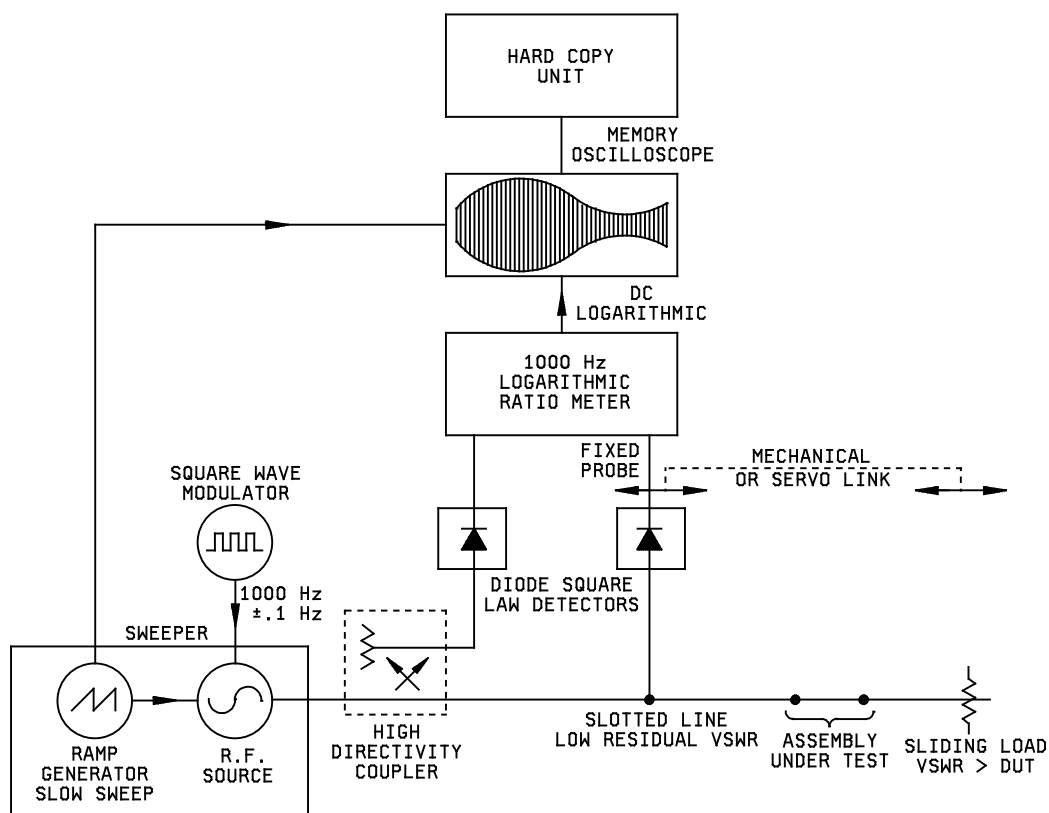 HARD COPY
UNIT
MEMORY
OSCILLOSCOPE
DC
LOGARITHMIC
1000 Hz
LOGARITHMIC
RATIO METER
FIXED
PROBE
MECHANICAL
OR SERVO LINK
SQUARE WAVE
MODULATOR
1000 Hz
±.1 Hz
DIODE SQUARE
LAW DETECTORS
SWEEPER
RAMP
GENERATOR
SLOW SWEEP
R.F.
SOURCE
HIGH
DIRECTIVITY
COUPLER
SLOTTED LINE
LOW RESIDUAL VSWR
ASSEMBLY
UNDER TEST
SLIDING LOAD
VSWR > DUT